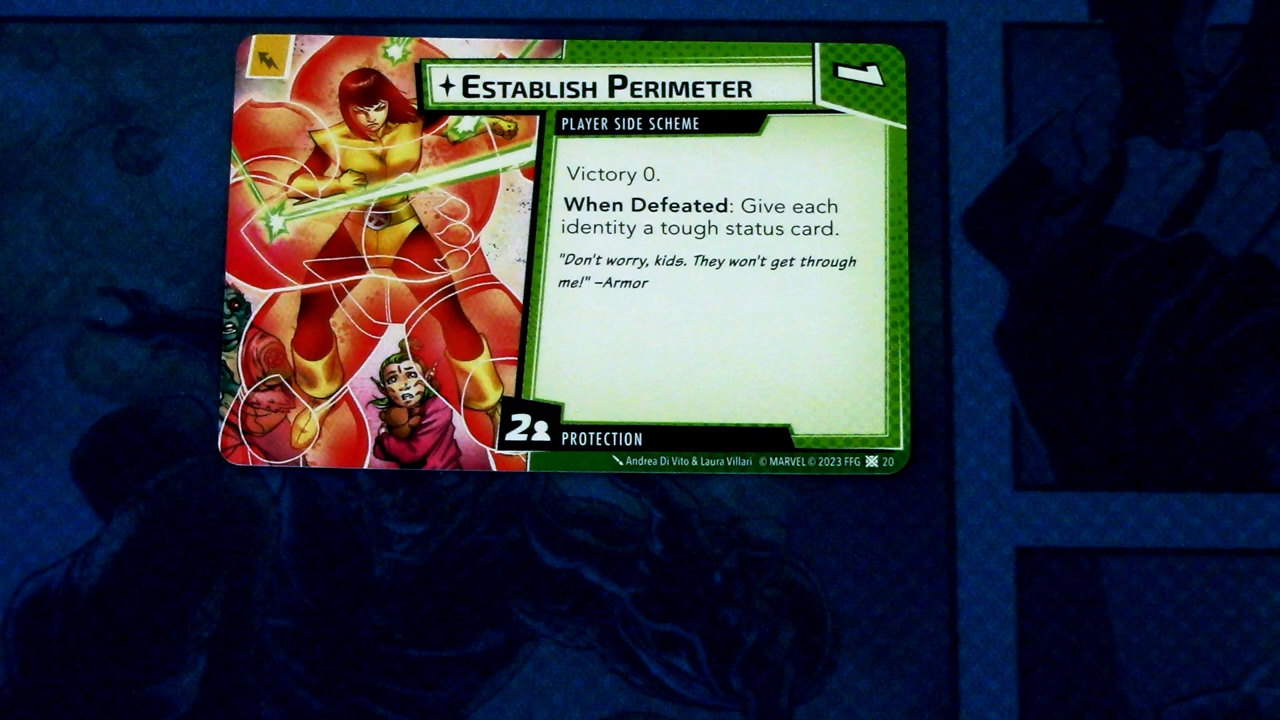 ESTABLISH PERIMETER
1
PLAYER SIDE SCHEME
Victory 0.
When Defeated: Give each
identity a tough status card.
"Don't worry, kids. They won't get through
me!" –Armor
2
PROTECTION
Andrea Di Vito & Laura Villari © MARVEL © 2023 FFG 20